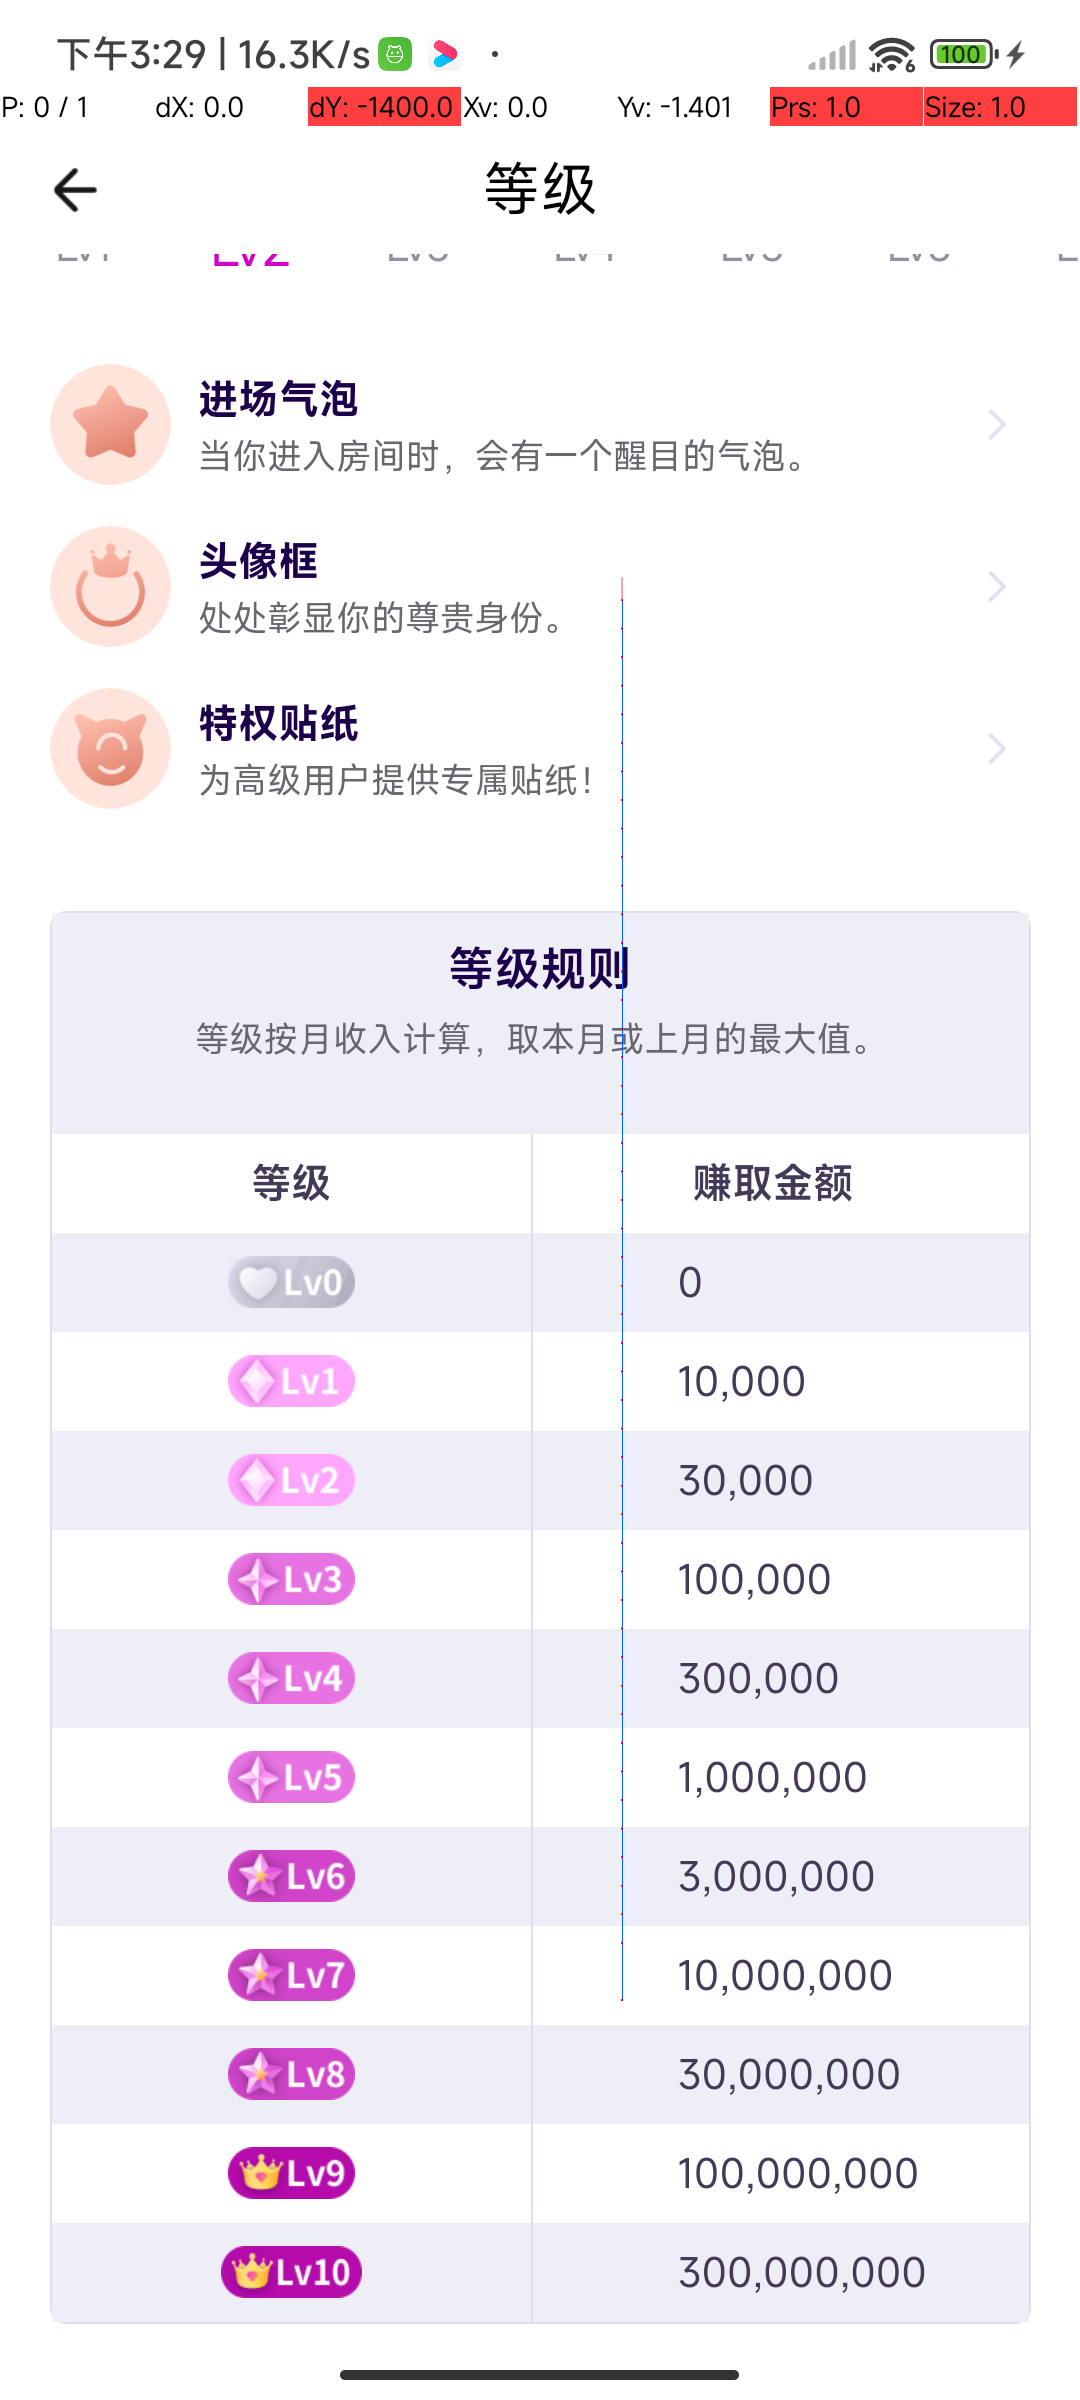 下午3:29 | 16.3K/s
100
P: 0 / 1 dX: 0.0 dY: -1400.0 Xv: 0.0 Yv: -1.401 Prs: 1.0 Size: 1.0
等级
Lv2
进场气泡
当你进入房间时，会有一个醒目的气泡。
头像框
处处彰显你的尊贵身份。
特权贴纸
为高级用户提供专属贴纸！
等级规则
等级按月收入计算，取本月或上月的最大值。
等级 赚取金额
Lv0 0
Lv1 10,000
Lv2 30,000
Lv3 100,000
Lv4 300,000
Lv5 1,000,000
Lv6 3,000,000
Lv7 10,000,000
Lv8 30,000,000
Lv9 100,000,000
Lv10 300,000,000